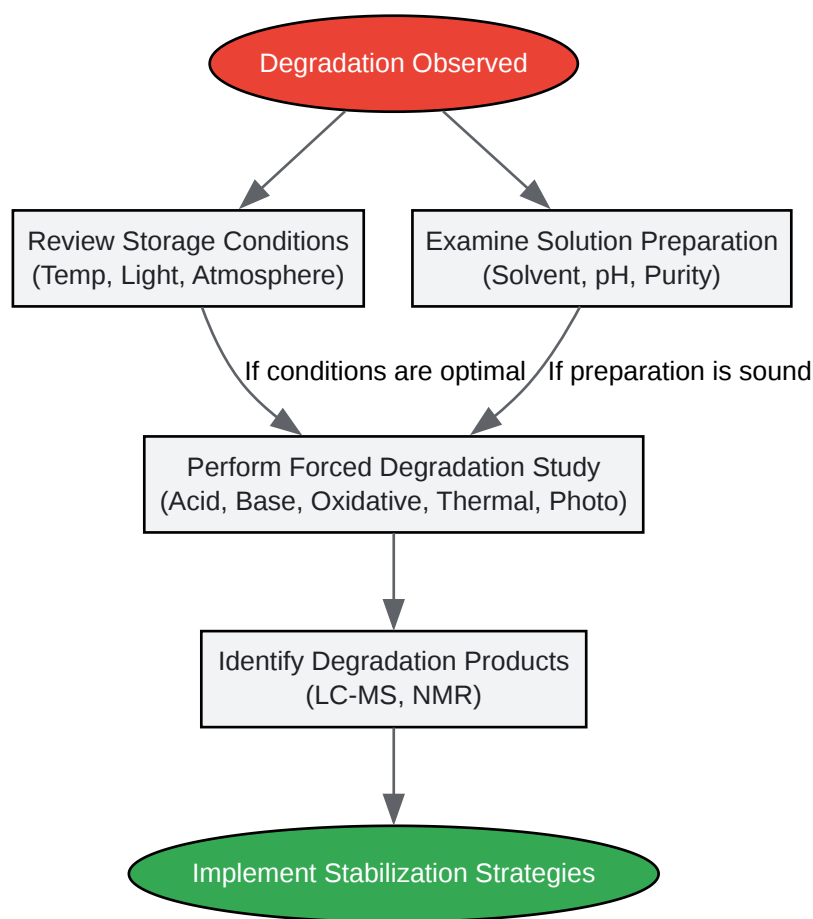 Degradation Observed
Review Storage Conditions
(Temp, Light, Atmosphere)
Examine Solution Preparation
(Solvent, pH, Purity)
If conditions are optimal
If preparation is sound
Perform Forced Degradation Study
(Acid, Base, Oxidative, Thermal, Photo)
Identify Degradation Products
(LC-MS, NMR)
Implement Stabilization Strategies